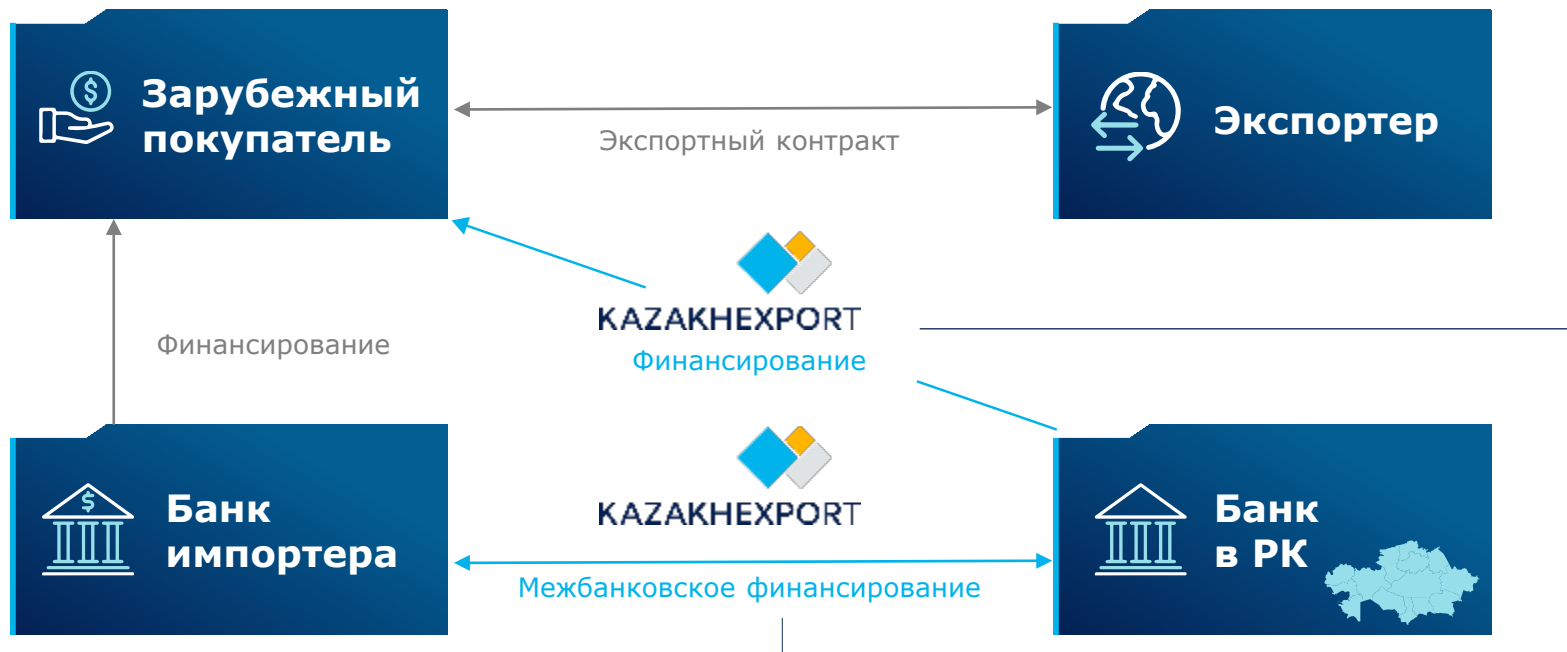 Зарубежный
покупатель
Экспортный контракт
Экспортер
KAZAKHEXPORT
Финансирование
Финансирование
Банк
импортера
KAZAKHEXPORT
Межбанковское финансирование
Банк
в РК